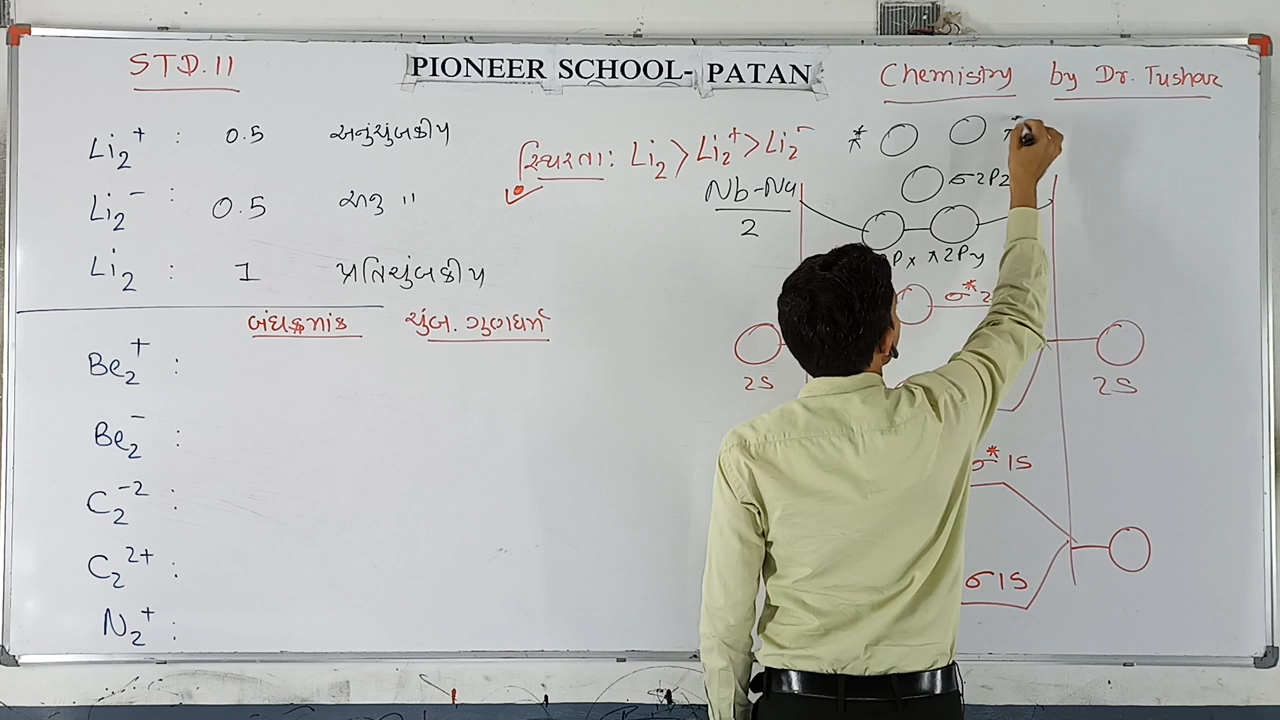 STD.11
PIONEER SCHOOL- PATAN
Chemistry by Dr. Tushar
Li₂⁺ : 0.5 અનુચુંબકીય
Li₂⁻ : 0.5 અનુ "
Li₂ : 1 પ્રતિચુંબકીય
સ્થિરતા : Li₂ > Li₂⁺ > Li₂⁻
Nb-Na
2
બંધક્રમાંક ચુંબ. ગુણધર્મ
Be₂⁺ :
Be₂⁻ :
C₂⁻² :
C₂²⁺ :
N₂⁺ :
σ2Pz
Px π2Py
σ*2
2S 2S
σ*1S
σ1S